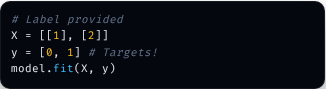 # Label provided
X = [[1], [2]]
y = [0, 1] # Targets!
model.fit(X, y)